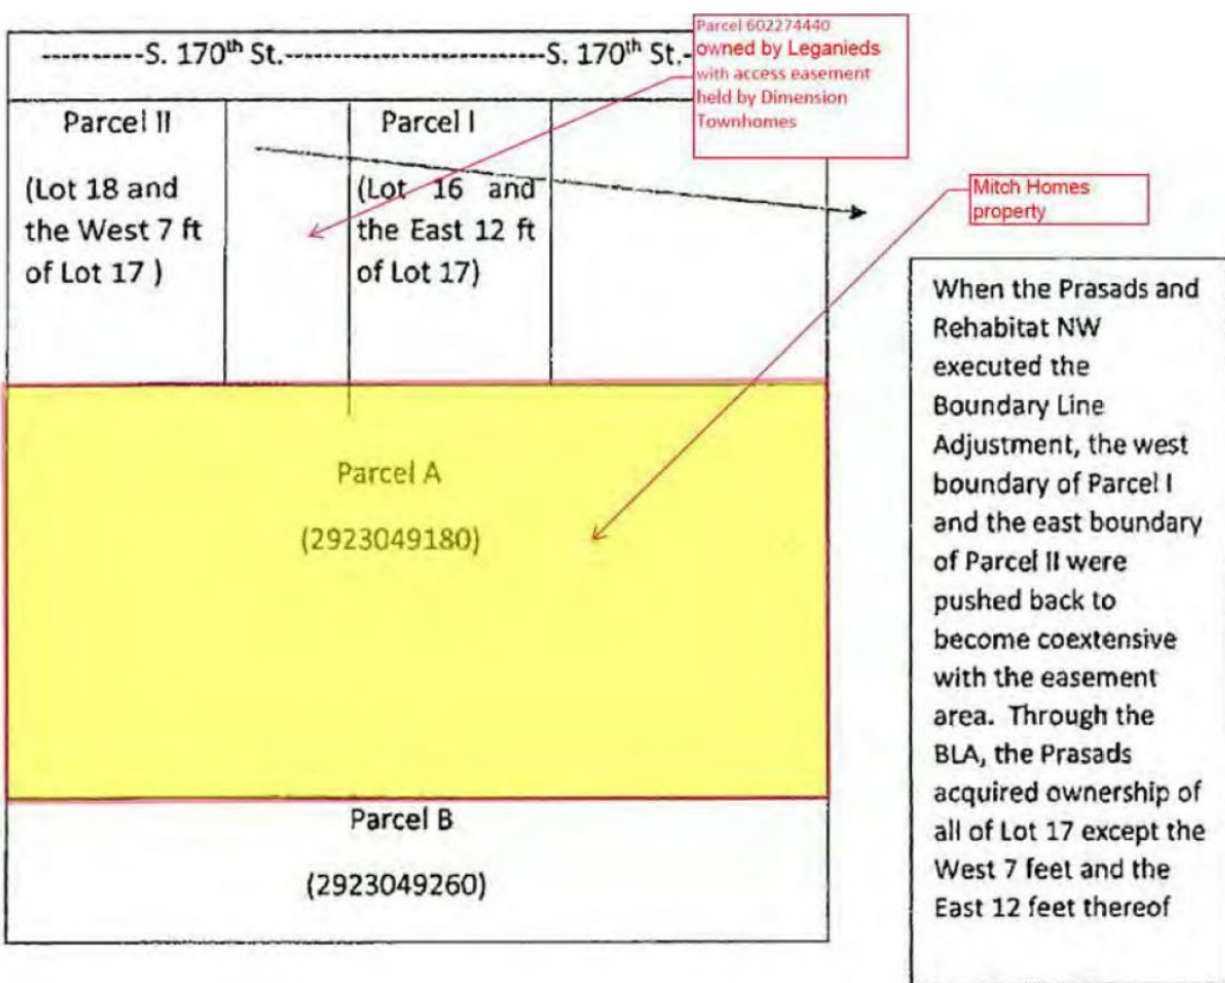 ----------S. 170th St.-----------------------------S. 170th St.-
Parcel 602274440
owned by Leganieds
with access easement
held by Dimension
Townhomes
Parcel II
(Lot 18 and
the West 7 ft
of Lot 17 )
Parcel I
(Lot 16 and
the East 12 ft
of Lot 17)
Mitch Homes
property
Parcel A
(2923049180)
Parcel B
(2923049260)
When the Prasads and
Rehabitat NW
executed the
Boundary Line
Adjustment, the west
boundary of Parcel I
and the east boundary
of Parcel II were
pushed back to
become coextensive
with the easement
area. Through the
BLA, the Prasads
acquired ownership of
all of Lot 17 except the
West 7 feet and the
East 12 feet thereof